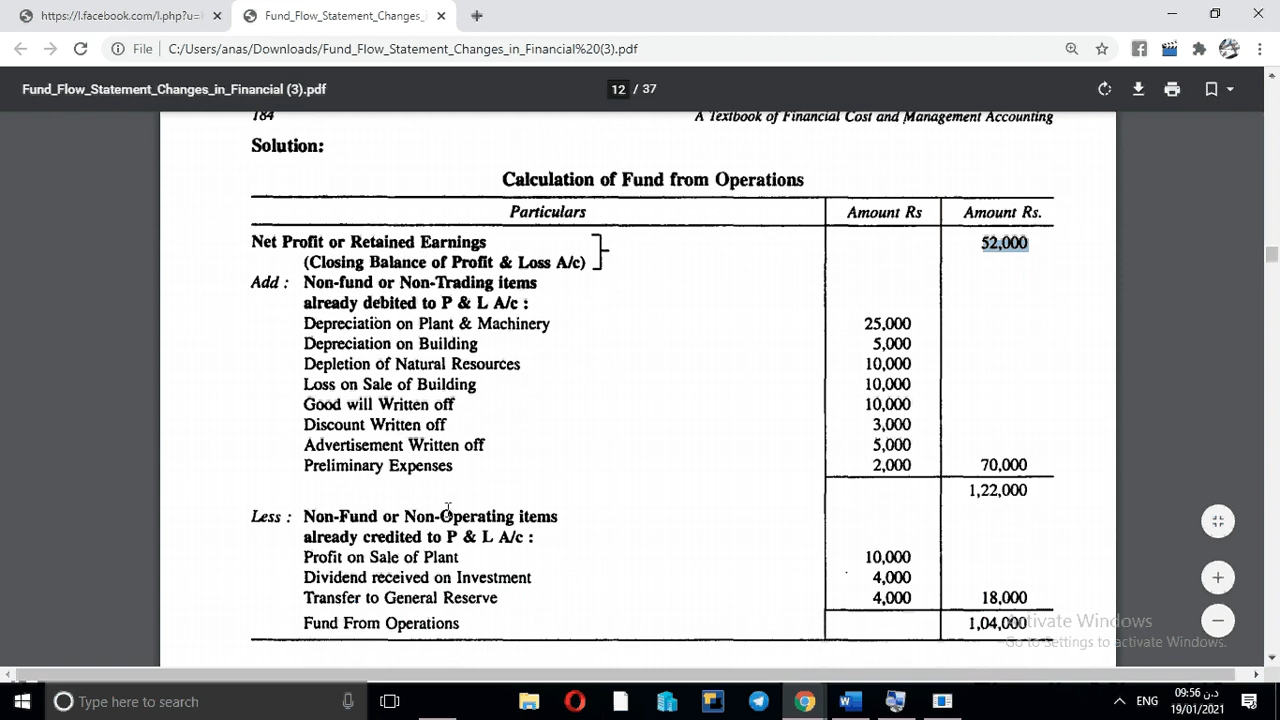 https://l.facebook.com/l.php?u=
Fund_Flow_Statement_Changes_in_
File C:/Users/anas/Downloads/Fund_Flow_Statement_Changes_in_Financial%20(3).pdf
Fund_Flow_Statement_Changes_in_Financial (3).pdf 12 / 37
184 A Textbook of Financial Cost and Management Accounting
Solution:
Calculation of Fund from Operations
Particulars Amount Rs Amount Rs.
Net Profit or Retained Earnings 52,000
(Closing Balance of Profit & Loss A/c)
Add : Non-fund or Non-Trading items
already debited to P & L A/c :
Depreciation on Plant & Machinery 25,000
Depreciation on Building 5,000
Depletion of Natural Resources 10,000
Loss on Sale of Building 10,000
Good will Written off 10,000
Discount Written off 3,000
Advertisement Written off 5,000
Preliminary Expenses 2,000 70,000
1,22,000
Less : Non-Fund or Non-Operating items
already credited to P & L A/c :
Profit on Sale of Plant 10,000
Dividend received on Investment 4,000
Transfer to General Reserve 4,000 18,000
Fund From Operations 1,04,000
Activate Windows
Go to Settings to activate Windows.
Type here to search
ENG
09:56 دن
19/01/2021